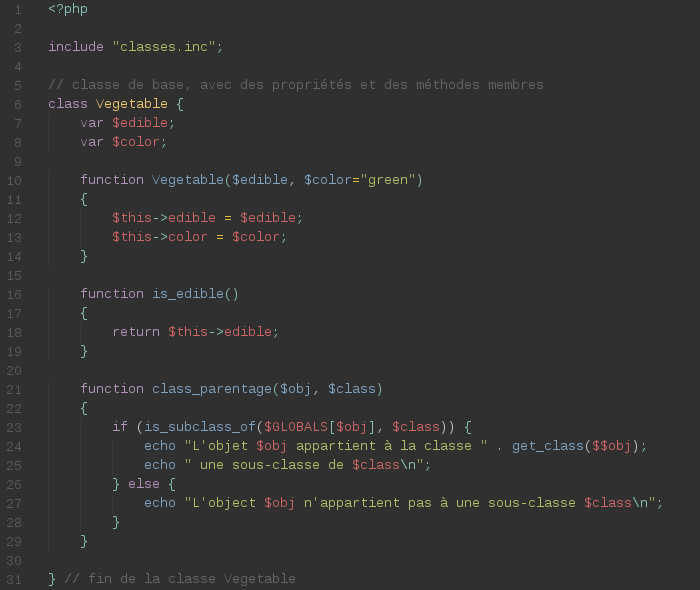 1 <?php
2
3 include "classes.inc";
4
5 // classe de base, avec des propriétés et des méthodes membres
6 class Vegetable {
7     var $edible;
8     var $color;
9
10     function Vegetable($edible, $color="green")
11     {
12         $this->edible = $edible;
13         $this->color = $color;
14     }
15
16     function is_edible()
17     {
18         return $this->edible;
19     }
20
21     function class_parentage($obj, $class)
22     {
23         if (is_subclass_of($GLOBALS[$obj], $class)) {
24             echo "L'objet $obj appartient à la classe " . get_class($$obj);
25             echo " une sous-classe de $class\n";
26         } else {
27             echo "L'object $obj n'appartient pas à une sous-classe $class\n";
28         }
29     }
30
31 } // fin de la classe Vegetable